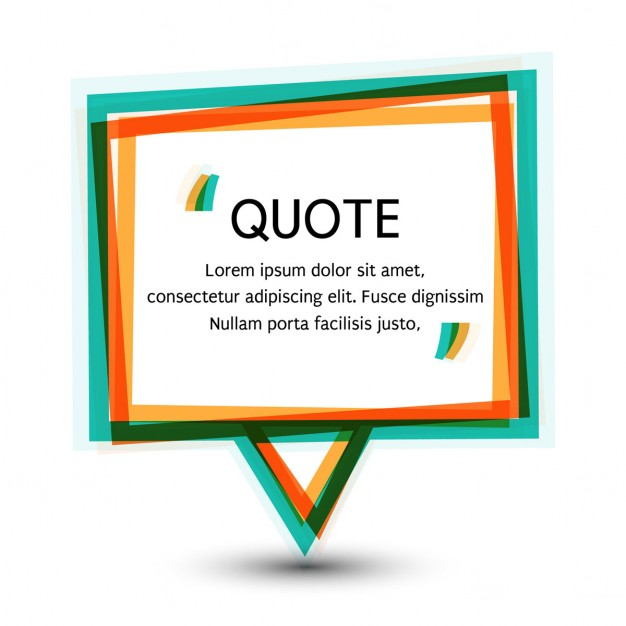 QUOTE
Lorem ipsum dolor sit amet,
consectetur adipiscing elit. Fusce dignissim
Nullam porta facilisis justo,